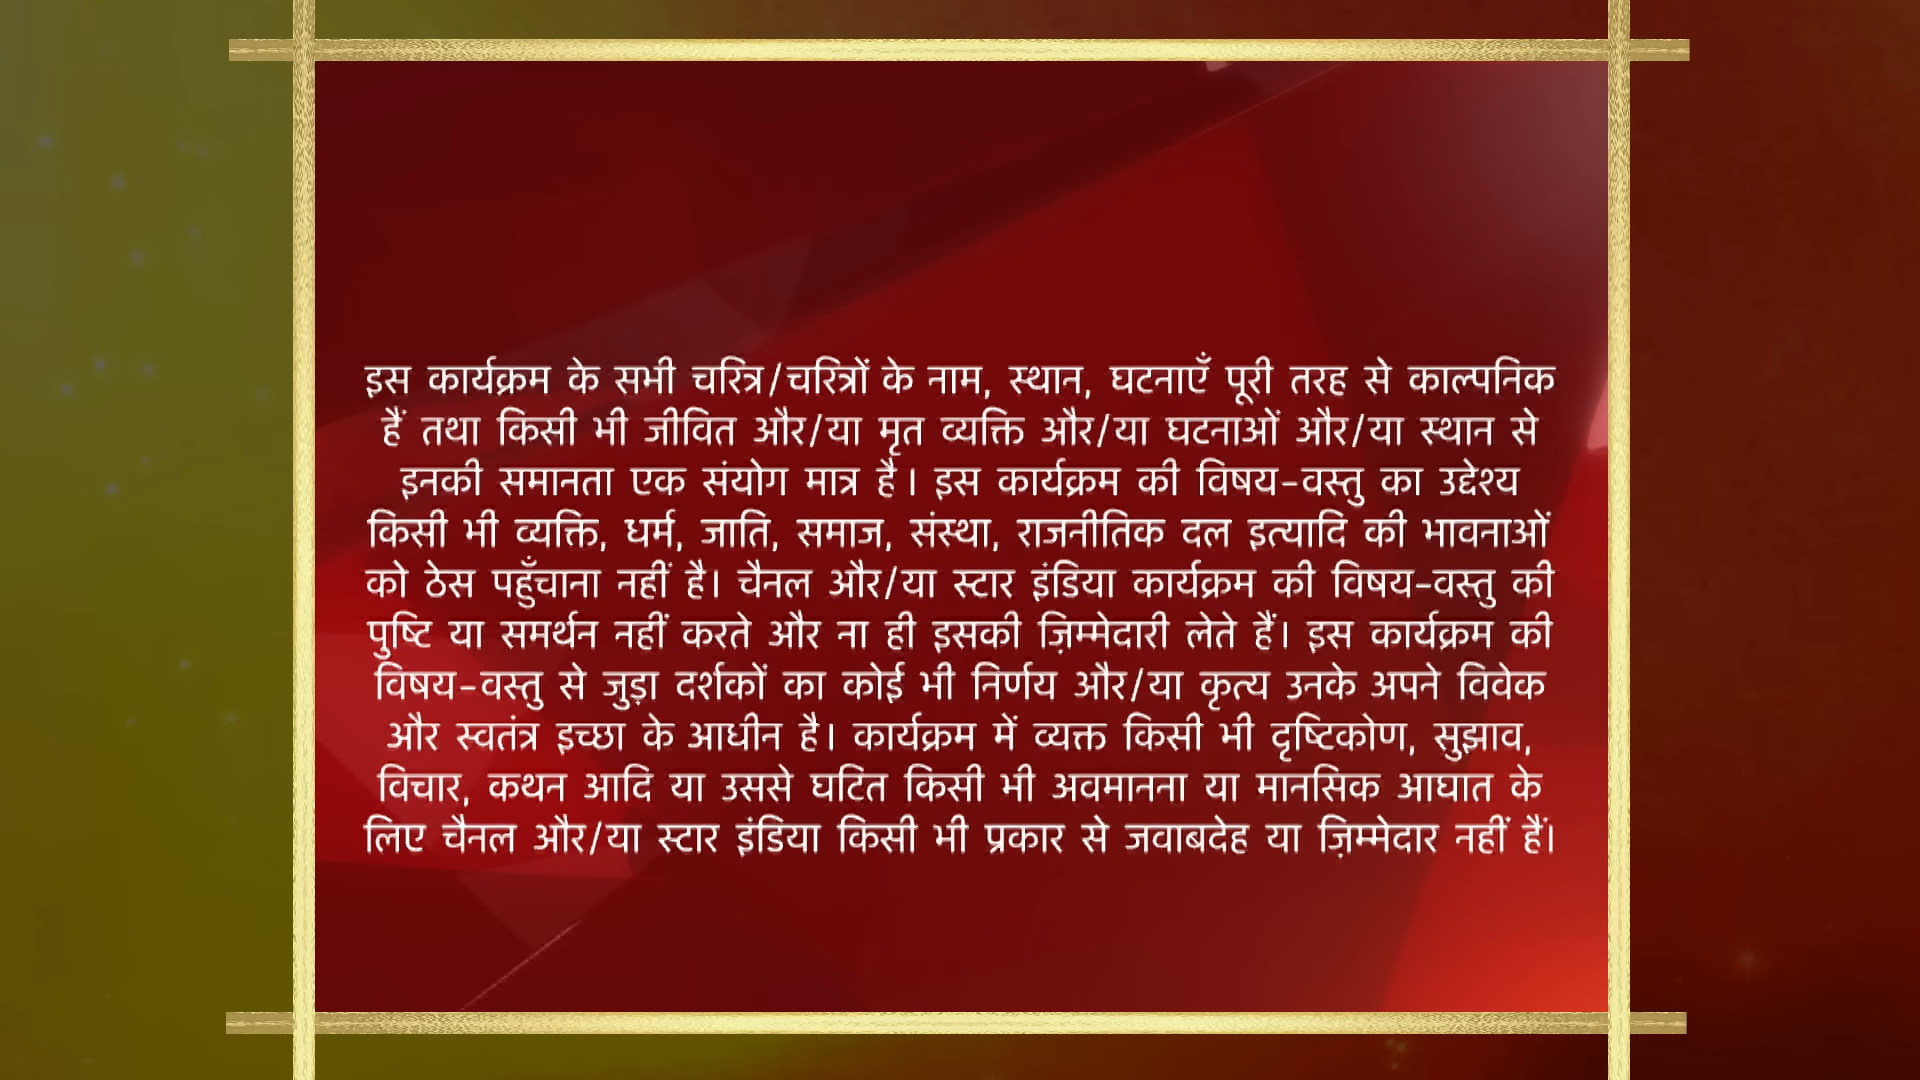 इस कार्यक्रम के सभी चरित्र/चरित्रों के नाम, स्थान, घटनाएँ पूरी तरह से काल्पनिक
हैं तथा किसी भी जीवित और/या मृत व्यक्ति और/या घटनाओं और/या स्थान से
इनकी समानता एक संयोग मात्र है। इस कार्यक्रम की विषय-वस्तु का उद्देश्य
किसी भी व्यक्ति, धर्म, जाति, समाज, संस्था, राजनीतिक दल इत्यादि की भावनाओं
को ठेस पहुँचाना नहीं है। चैनल और/या स्टार इंडिया कार्यक्रम की विषय-वस्तु की
पुष्टि या समर्थन नहीं करते और ना ही इसकी ज़िम्मेदारी लेते हैं। इस कार्यक्रम की
विषय-वस्तु से जुड़ा दर्शकों का कोई भी निर्णय और/या कृत्य उनके अपने विवेक
और स्वतंत्र इच्छा के आधीन है। कार्यक्रम में व्यक्त किसी भी दृष्टिकोण, सुझाव,
विचार, कथन आदि या उससे घटित किसी भी अवमानना या मानसिक आघात के
लिए चैनल और/या स्टार इंडिया किसी भी प्रकार से जवाबदेह या ज़िम्मेदार नहीं हैं।